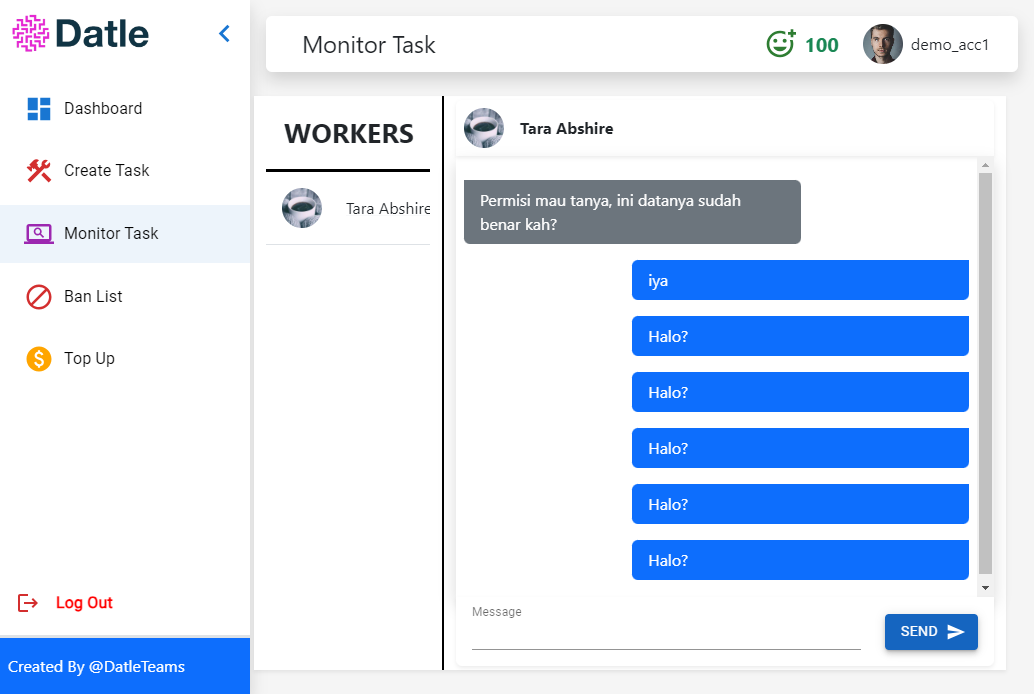 Datle
Dashboard
Create Task
Monitor Task
Ban List
Top Up
Log Out
Created By @DatleTeams
Monitor Task
100
demo_acc1
WORKERS
Tara Abshire
Tara Abshire
Permisi mau tanya, ini datanya sudah
benar kah?
iya
Halo?
Halo?
Halo?
Halo?
Halo?
Message
SEND